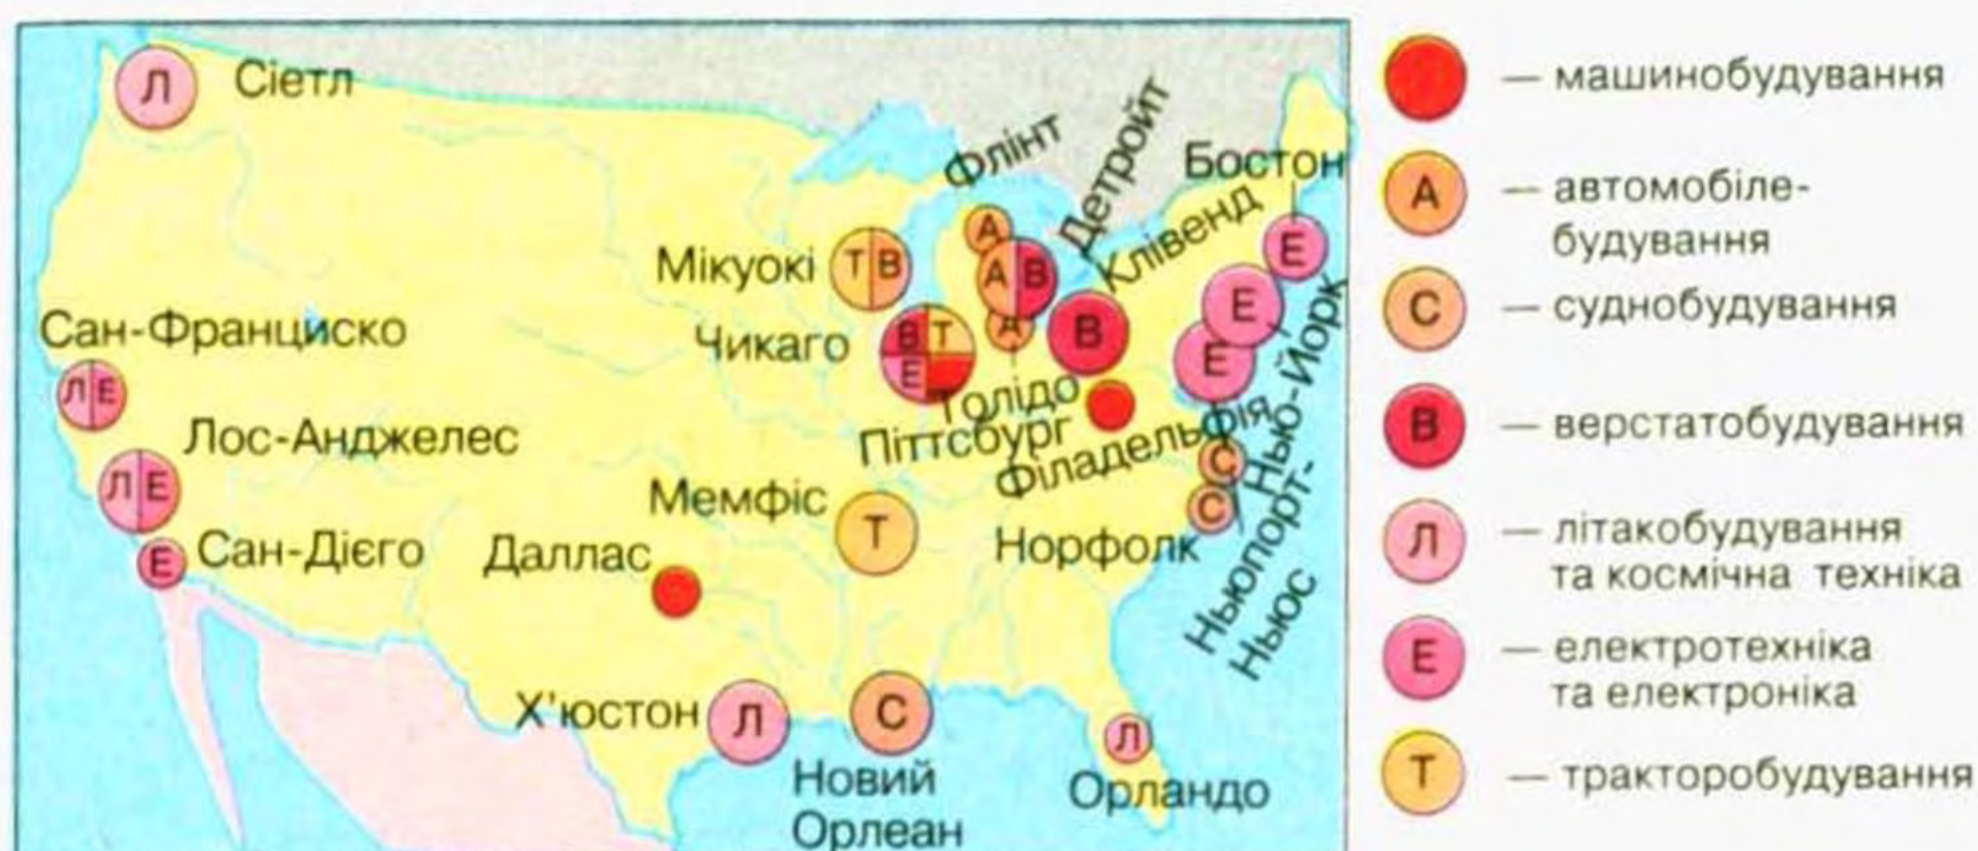 Л Сіетл
Флінт
Детройт
Бостон
Клівенд
А
Е
Мікуокі Т В
А В
Е
Сан-Франциско
Чикаго В Т Е
А
В
Е
Нью-Йорк
Л Е
Толідо
Піттсбург
Філадельфія
Лос-Анджелес
Л Е
С
Мемфіс
Т
С
Норфолк
Ньюпорт-
Ньюс
Е Сан-Дієго
Даллас
Х'юстон Л
С
Новий
Орлеан
Л
Орландо
— машинобудування
А — автомобіле-
будування
С — суднобудування
В — верстатобудування
Л — літакобудування
та космічна техніка
Е — електротехніка
та електроніка
Т — тракторобудування